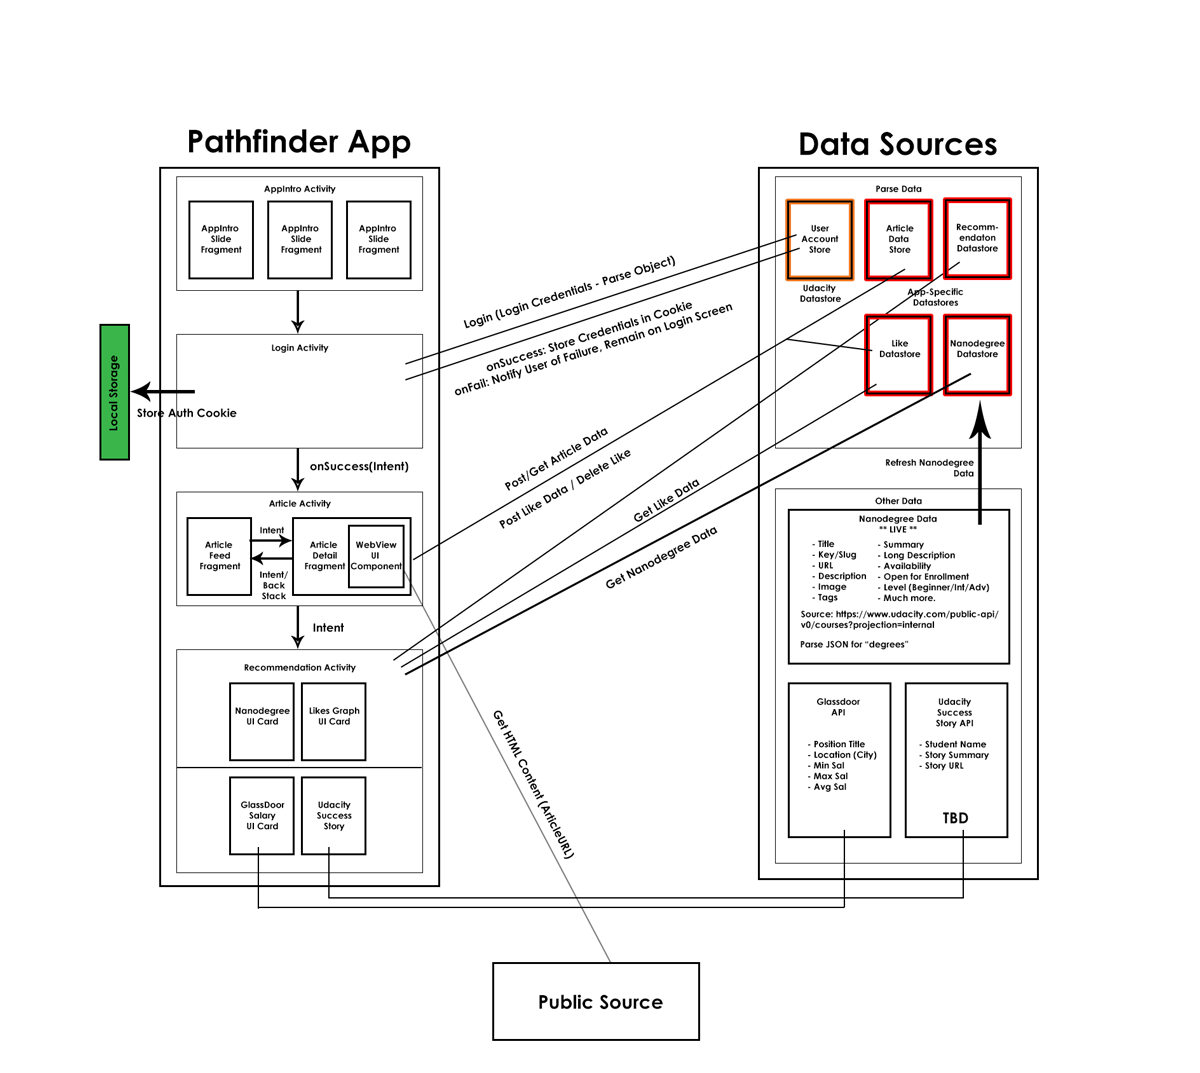 Pathfinder App
AppIntro Activity
AppIntro
Slide
Fragment
AppIntro
Slide
Fragment
AppIntro
Slide
Fragment
Login Activity
Local Storage
Store Auth Cookie
onSuccess(Intent)
Article Activity
Article
Feed
Fragment
Intent
Intent/
Back
Stack
Article
Detail
Fragment
WebView
UI
Component
Intent
Recommendation Activity
Nanodegree
UI Card
Likes Graph
UI Card
GlassDoor
Salary
UI Card
Udacity
Success
Story
Login (Login Credentials - Parse Object)
onSuccess: Store Credentials in Cookie
onFail: Notify User of Failure, Remain on Login Screen
Post/Get Article Data
Post Like Data / Delete Like
Get Like Data
Get Nanodegree Data
Get HTML Content (ArticleURL)
Public Source
Data Sources
Parse Data
User
Account
Store
Article
Data
Store
Recomm-
endaton
Datastore
Udacity
Datastore
App-Specific
Datastores
Like
Datastore
Nanodegree
Datastore
Refresh Nanodegree
Data
Other Data
Nanodegree Data
** LIVE **
- Title
- Key/Slug
- URL
- Description
- Image
- Tags
- Summary
- Long Description
- Availability
- Open for Enrollment
- Level (Beginner/Int/Adv)
- Much more.
Source: https://www.udacity.com/public-api/
v0/courses?projection=internal
Parse JSON for “degrees”
Glassdoor
API
- Position Title
- Location (City)
- Min Sal
- Max Sal
- Avg Sal
Udacity
Success
Story API
- Student Name
- Story Summary
- Story URL
TBD